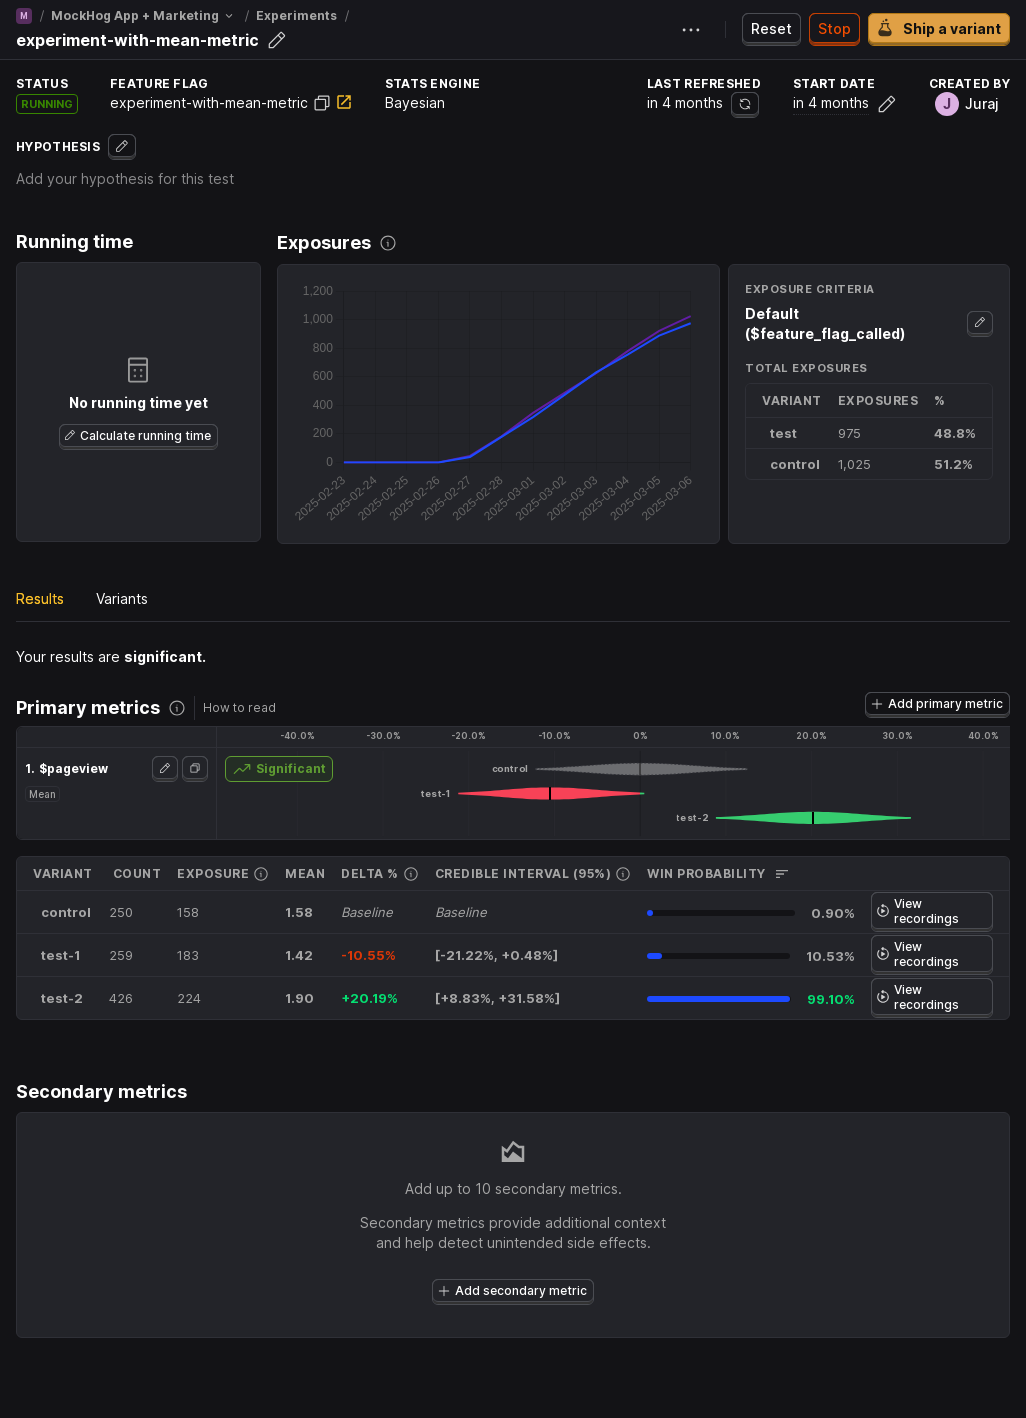 M / MockHog App + Marketing / Experiments /
experiment-with-mean-metric
Reset
Stop
Ship a variant
STATUS
RUNNING
FEATURE FLAG
experiment-with-mean-metric
STATS ENGINE
Bayesian
LAST REFRESHED
in 4 months
START DATE
in 4 months
CREATED BY
J Juraj
HYPOTHESIS
Add your hypothesis for this test
Running time
No running time yet
Calculate running time
Exposures
1,200
1,000
800
600
400
200
0
2025-02-23
2025-02-24
2025-02-25
2025-02-26
2025-02-27
2025-02-28
2025-03-01
2025-03-02
2025-03-03
2025-03-04
2025-03-05
2025-03-06
EXPOSURE CRITERIA
Default
($feature_flag_called)
TOTAL EXPOSURES
VARIANT EXPOSURES %
test 975 48.8%
control 1,025 51.2%
Results Variants
Your results are significant.
Primary metrics
How to read
Add primary metric
-40.0% -30.0% -20.0% -10.0% 0% 10.0% 20.0% 30.0% 40.0%
1. $pageview
Mean
Significant
control
test-1
test-2
VARIANT COUNT EXPOSURE MEAN DELTA % CREDIBLE INTERVAL (95%) WIN PROBABILITY
control 250 158 1.58 Baseline Baseline 0.90% View
recordings
test-1 259 183 1.42 -10.55% [-21.22%, +0.48%] 10.53% View
recordings
test-2 426 224 1.90 +20.19% [+8.83%, +31.58%] 99.10% View
recordings
Secondary metrics
Add up to 10 secondary metrics.
Secondary metrics provide additional context
and help detect unintended side effects.
Add secondary metric